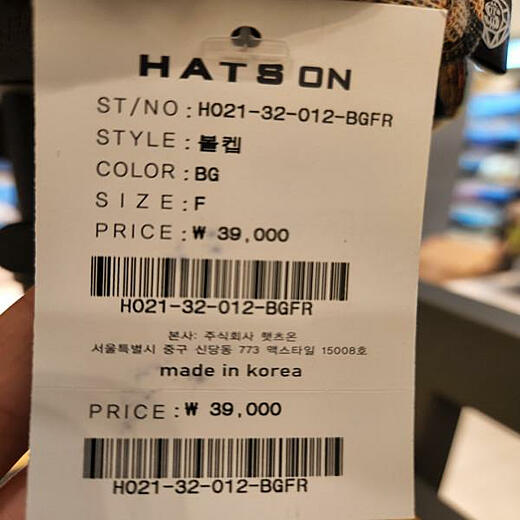 HATS ON
ST/NO : H021-32-012-BGFR
STYLE :볼켑
COLOR : BG
SIZE : F
PRICE : ₩ 39,000
H021-32-012-BGFR
본사: 주식회사 햇츠온
서울특별시 중구 신당동 773 맥스타일 15008호
made in korea
PRICE : ₩ 39,000
H021-32-012-BGFR